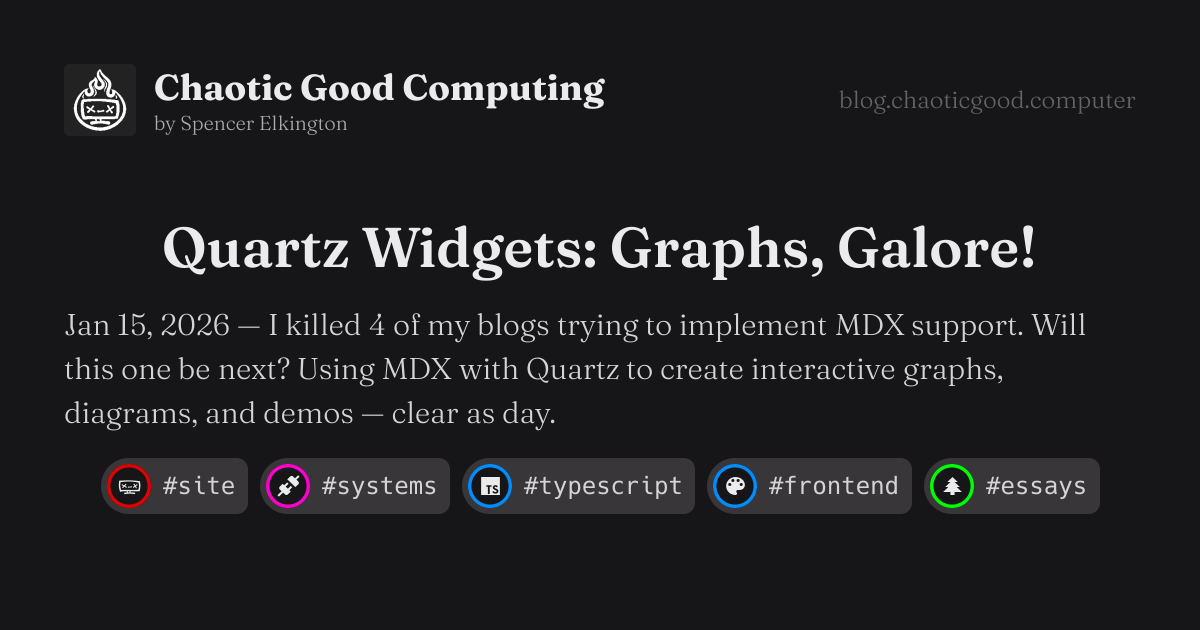 Chaotic Good Computing
by Spencer Elkington
blog.chaoticgood.computer
Quartz Widgets: Graphs, Galore!
Jan 15, 2026 — I killed 4 of my blogs trying to implement MDX support. Will
this one be next? Using MDX with Quartz to create interactive graphs,
diagrams, and demos — clear as day.
#site TS #systems #typescript #frontend #essays